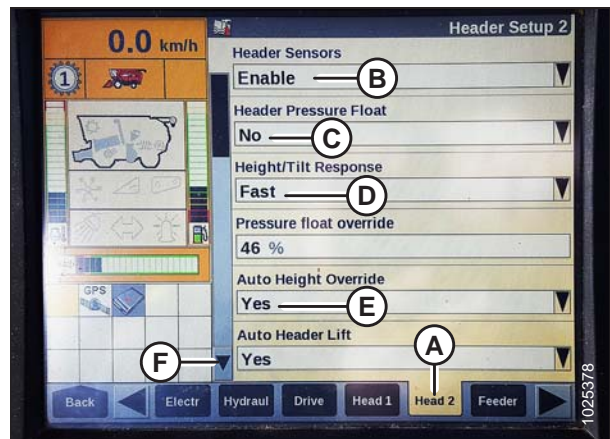 Header Setup 2
0.0 km/h
1
Header Sensors
Enable
B
Header Pressure Float
No
C
Height/Tilt Response
Fast
D
Pressure float override
46 %
Auto Height Override
Yes
E
Auto Header Lift
Yes
A
F
GPS
Back
Electr
Hydraul
Drive
Head 1
Head 2
Feeder
1025378